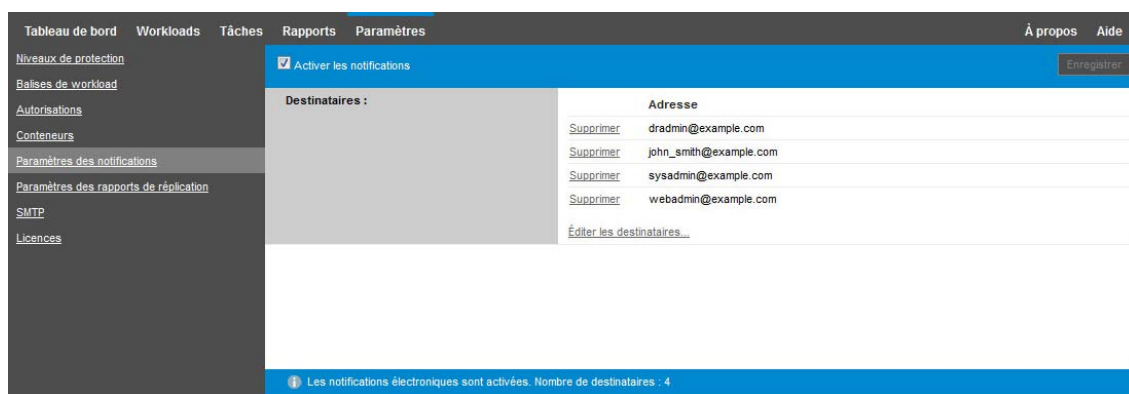 Tableau de bord Workloads Tâches Rapports Paramètres À propos Aide
Niveaux de protection
Balises de workload
Autorisations
Conteneurs
Paramètres des notifications
Paramètres des rapports de réplication
SMTP
Licences
Activer les notifications Enregistrer
Destinataires :
Adresse
Supprimer dradmin@example.com
Supprimer john_smith@example.com
Supprimer sysadmin@example.com
Supprimer webadmin@example.com
Éditer les destinataires...
Les notifications électroniques sont activées. Nombre de destinataires : 4